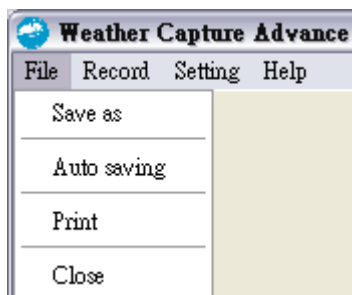 Weather Capture Advance
File Record Setting Help
Save as
Auto saving
Print
Close